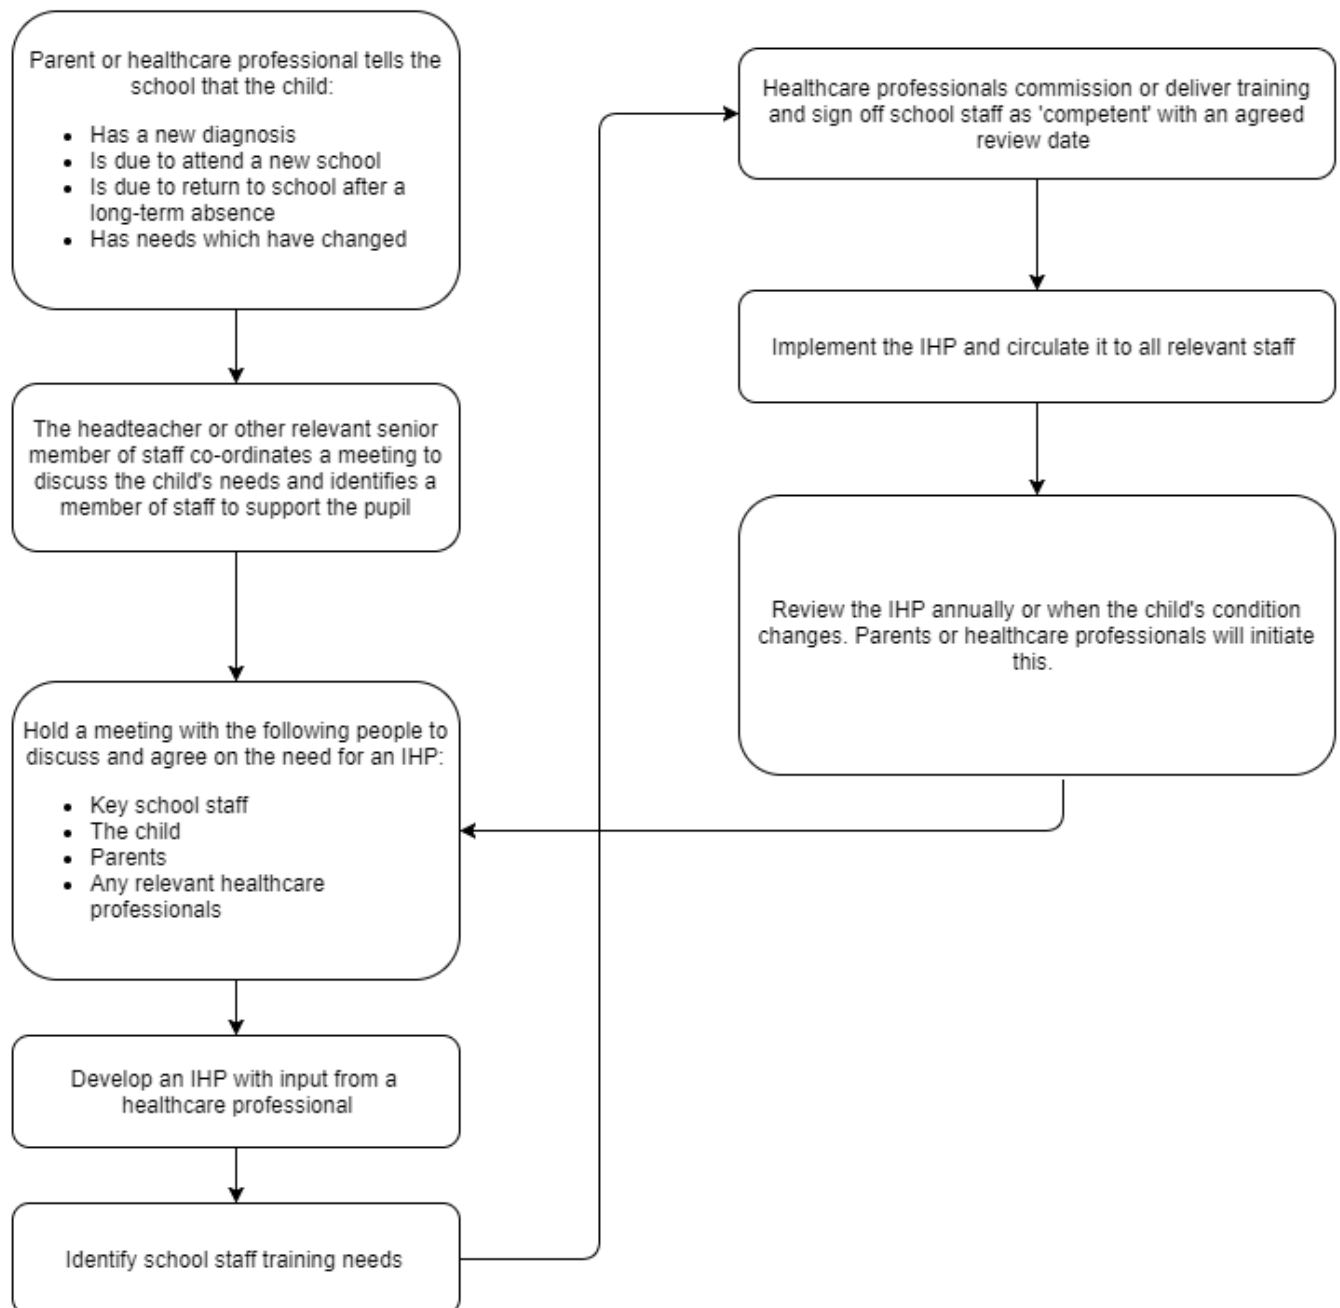 Parent or healthcare professional tells the
school that the child:
• Has a new diagnosis
• Is due to attend a new school
• Is due to return to school after a
long-term absence
• Has needs which have changed
The headteacher or other relevant senior
member of staff co-ordinates a meeting to
discuss the child's needs and identifies a
member of staff to support the pupil
Hold a meeting with the following people to
discuss and agree on the need for an IHP:
• Key school staff
• The child
• Parents
• Any relevant healthcare
professionals
Develop an IHP with input from a
healthcare professional
Identify school staff training needs
Healthcare professionals commission or deliver training
and sign off school staff as 'competent' with an agreed
review date
Implement the IHP and circulate it to all relevant staff
Review the IHP annually or when the child's condition
changes. Parents or healthcare professionals will initiate
this.